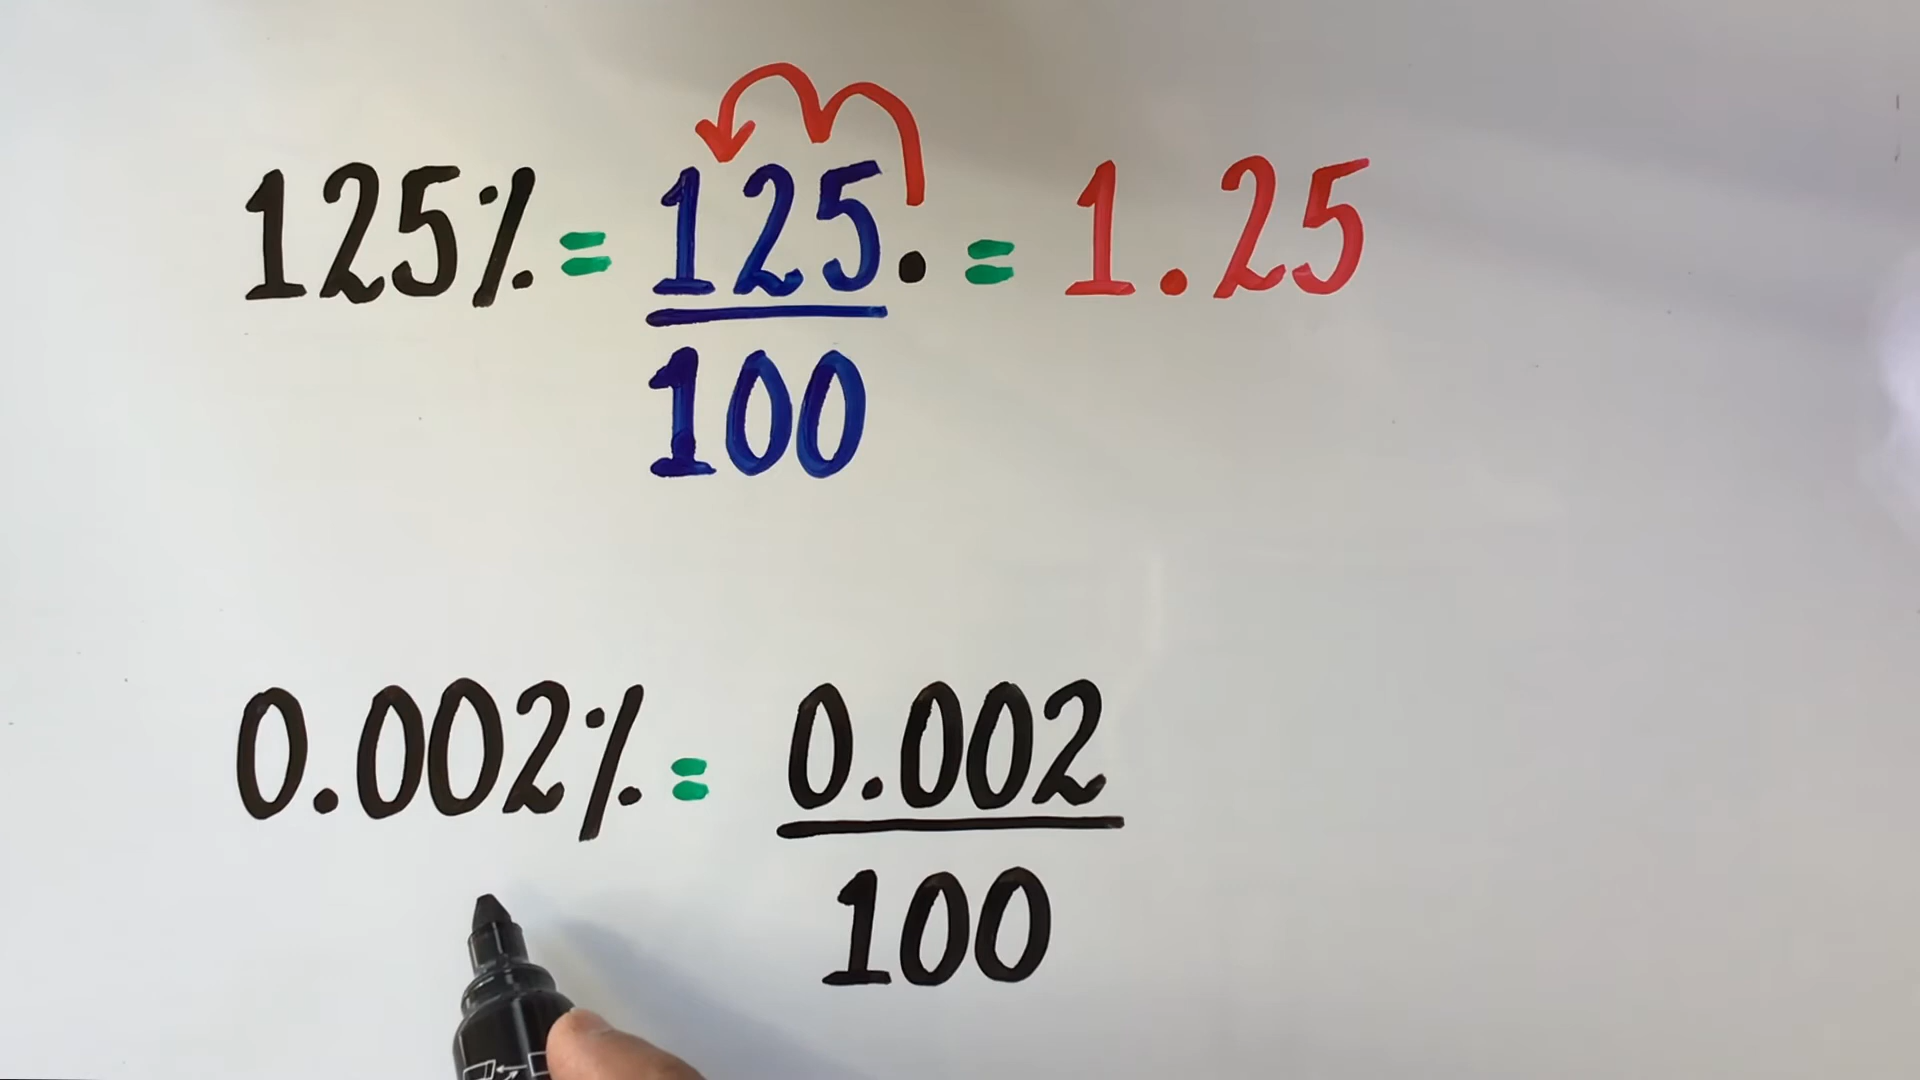 125% = 125. = 1.25
100
0.002% = 0.002
100